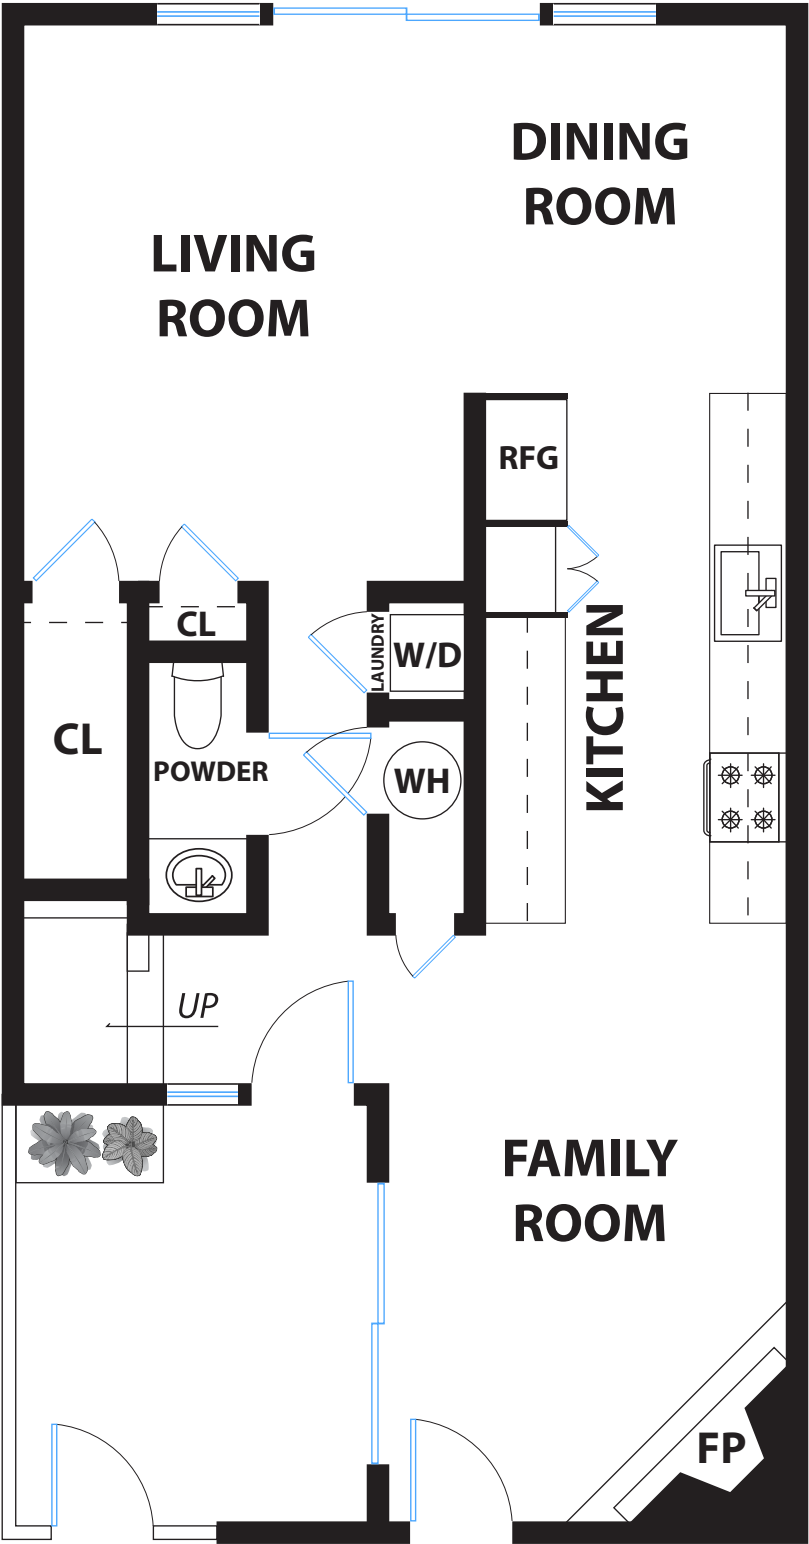 DINING
ROOM
LIVING
ROOM
RFG
CL
LAUNDRY
W/D
KITCHEN
CL
POWDER
WH
UP
FAMILY
ROOM
FP